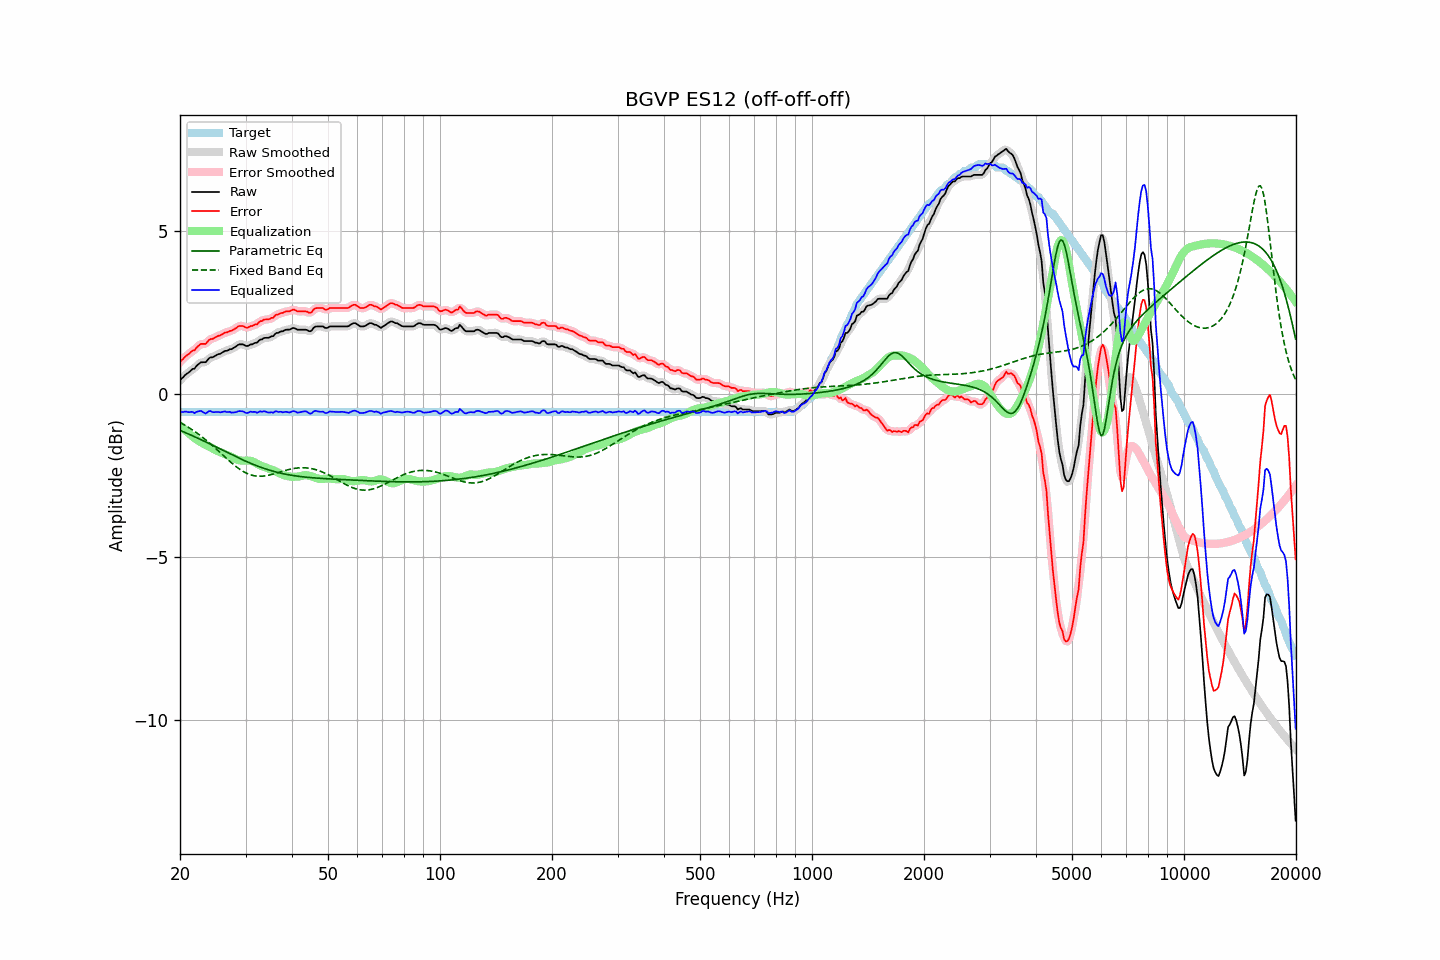 BGVP ES12 (off-off-off)
Target
Raw Smoothed
Error Smoothed
Raw
Error
Equalization
Parametric Eq
Fixed Band Eq
Equalized
5
0
−5
−10
Amplitude (dBr)
20 50 100 200 500 1000 2000 5000 10000 20000
Frequency (Hz)